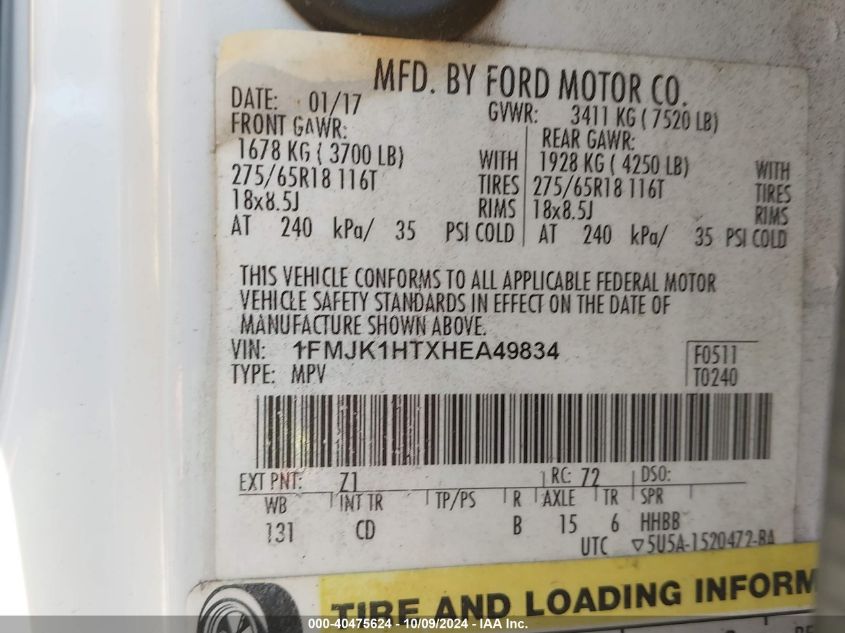 MFD. BY FORD MOTOR CO.
DATE: 01/17 GVWR: 3411 KG ( 7520 LB)
FRONT GAWR: REAR GAWR:
1678 KG ( 3700 LB) WITH 1928 KG ( 4250 LB) WITH
275/65R18 116T TIRES 275/65R18 116T TIRES
18x8.5J RIMS 18x8.5J RIMS
AT 240 kPa/ 35 PSI COLD AT 240 kPa/ 35 PSI COLD
THIS VEHICLE CONFORMS TO ALL APPLICABLE FEDERAL MOTOR
VEHICLE SAFETY STANDARDS IN EFFECT ON THE DATE OF
MANUFACTURE SHOWN ABOVE.
VIN: 1FMJK1HTXHEA49834 F0511
TYPE: MPV T0240
EXT PNT: Z1 RC: 72 DSO:
WB INT TR TP/PS R AXLE TR SPR
131 CD B 15 6 HHBB
UTC ▽5U5A-1520472-BA
TIRE AND LOADING INFORM
000-40475624 - 10/09/2024 - IAA Inc.